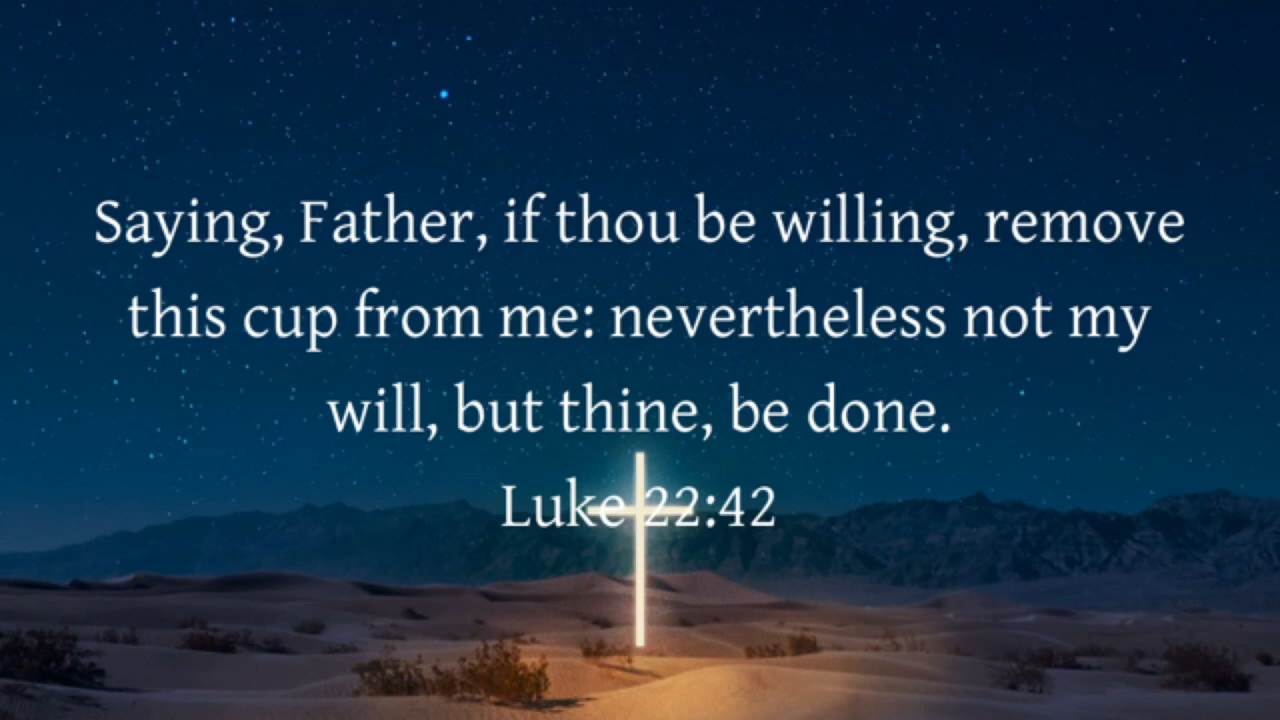 Saying, Father, if thou be willing, remove
this cup from me: nevertheless not my
will, but thine, be done.
Luke 22:42